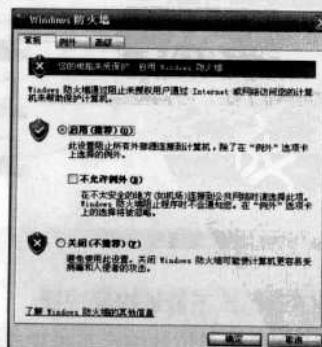 Windows 防火墙
常规 例外 高级
您的电脑未受保护: 启用 Windows 防火墙
Windows 防火墙通过阻止未授权用户通过 Internet 或网络访问您的计算
机来帮助保护计算机。
启用(推荐)(O)
此设置阻止所有外部源连接到计算机，除了在“例外”选项卡
上选择的例外。
不允许例外(D)
在不太安全的地方(如机场)连接到公共网络时请选择此项。
Windows 防火墙阻止程序时不会通知您。在“例外”选项卡
上的选择将被忽略。
关闭(不推荐)(F)
避免使用此设置。关闭 Windows 防火墙可能使计算机更容易受
病毒和入侵者的攻击。
了解 Windows 防火墙的其他信息
确定 取消